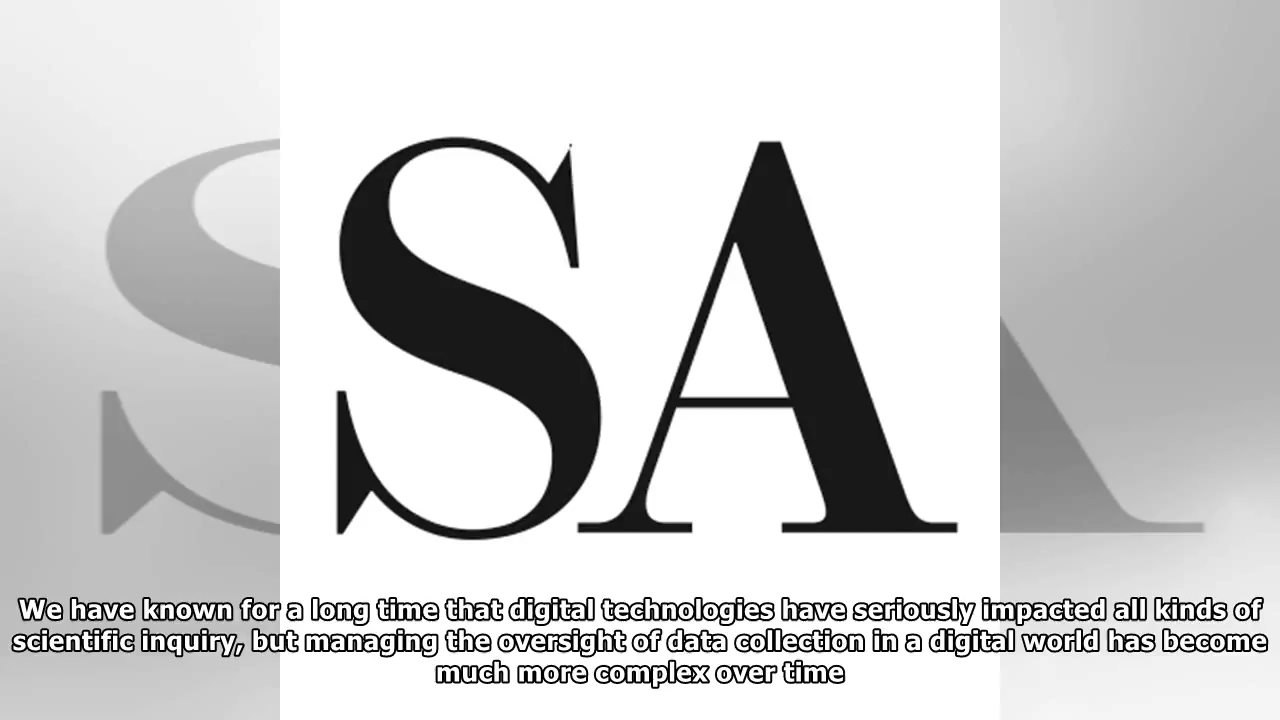 SA
We have known for a long time that digital technologies have seriously impacted all kinds of
scientific inquiry, but managing the oversight of data collection in a digital world has become
much more complex over time